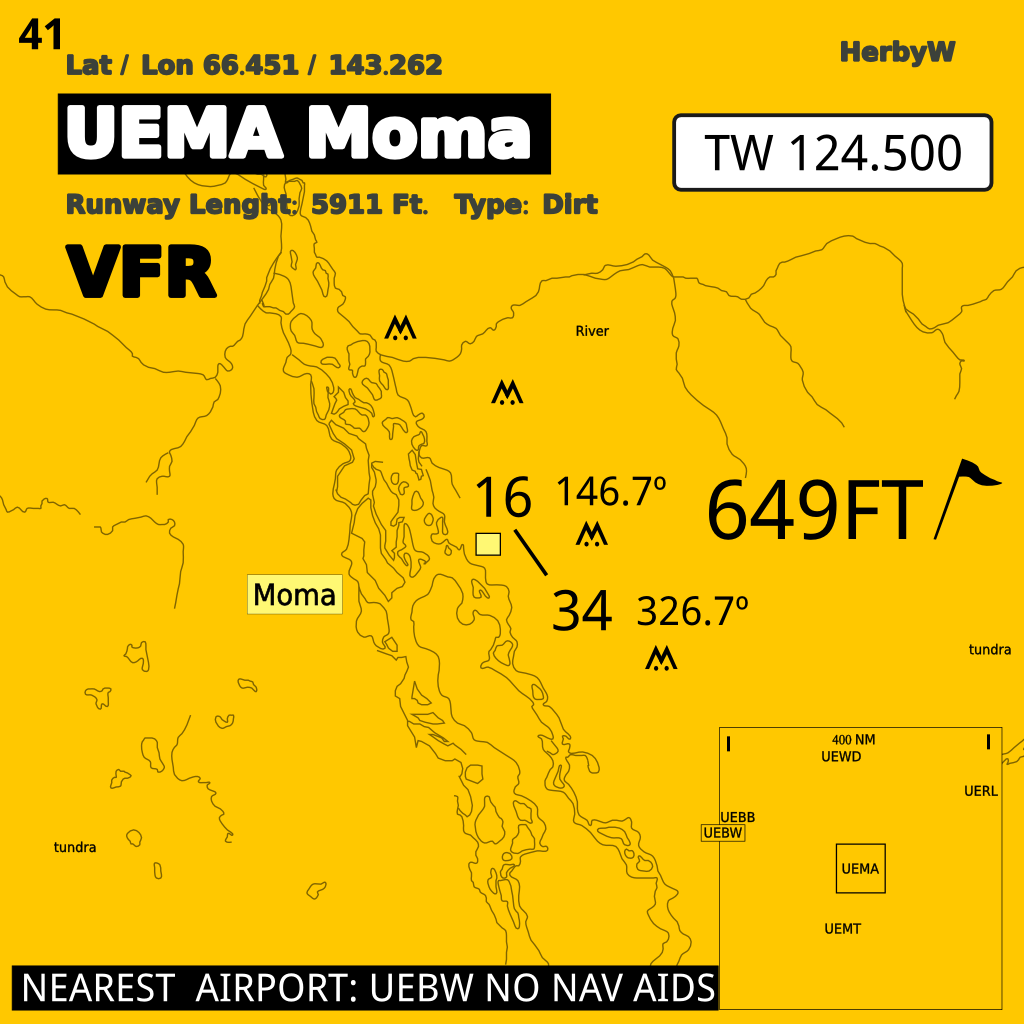 41
Lat / Lon 66.451 / 143.262
HerbyW
UEMA Moma
TW 124.500
Runway Lenght: 5911 Ft. Type: Dirt
VFR
River
16 146.7º
649FT
Moma
34 326.7º
tundra
400 NM
UEWD
UERL
UEBB
UEBW
tundra
UEMA
UEMT
NEAREST AIRPORT: UEBW NO NAV AIDS